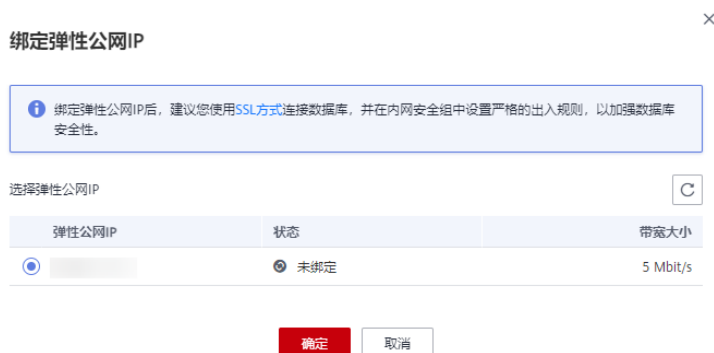 绑定弹性公网IP
绑定弹性公网IP后，建议您使用SSL方式连接数据库，并在内网安全组中设置严格的出入规则，以加强数据库
安全性。
选择弹性公网IP
弹性公网IP 状态 带宽大小
未绑定 5 Mbit/s
确定 取消